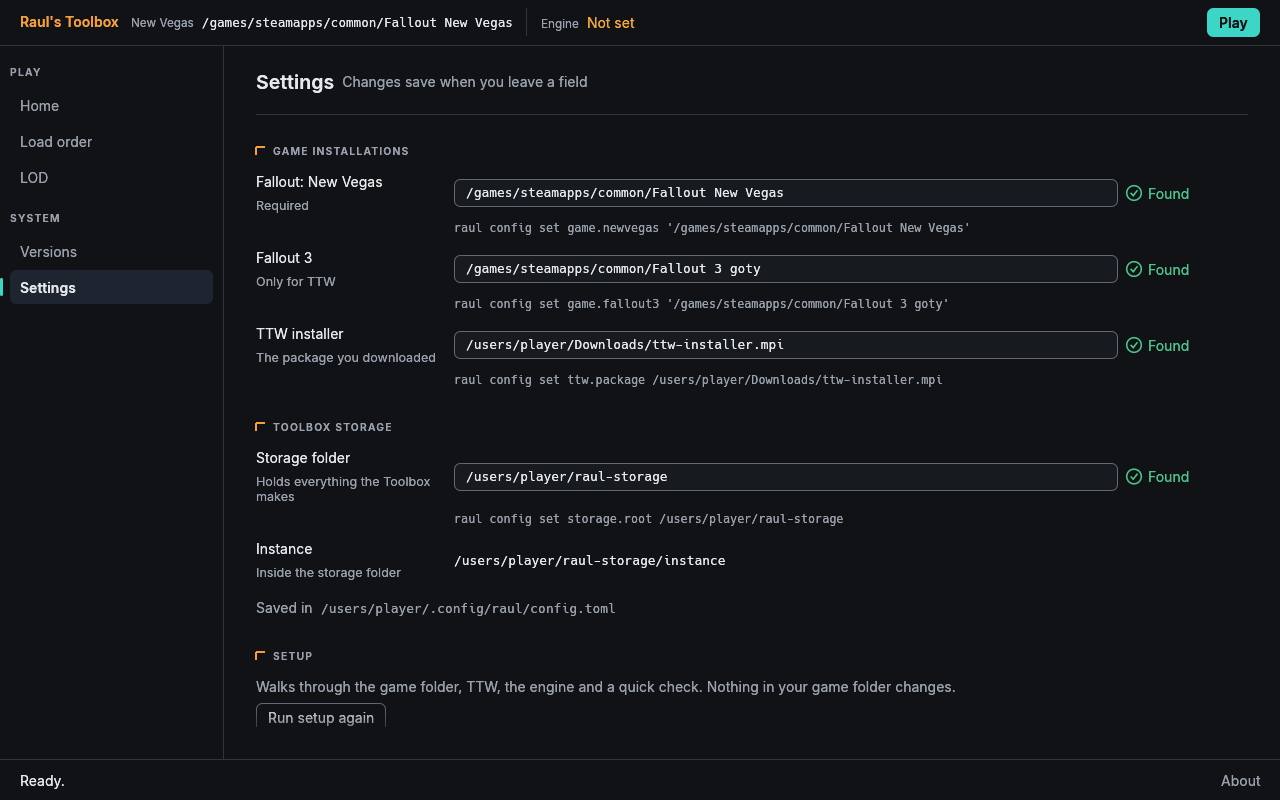 Raul's Toolbox New Vegas /games/steamapps/common/Fallout New Vegas Engine Not set Play
PLAY
Home
Load order
LOD
SYSTEM
Versions
Settings
Settings Changes save when you leave a field
GAME INSTALLATIONS
Fallout: New Vegas
Required
/games/steamapps/common/Fallout New Vegas Found
raul config set game.newvegas '/games/steamapps/common/Fallout New Vegas'
Fallout 3
Only for TTW
/games/steamapps/common/Fallout 3 goty Found
raul config set game.fallout3 '/games/steamapps/common/Fallout 3 goty'
TTW installer
The package you downloaded
/users/player/Downloads/ttw-installer.mpi Found
raul config set ttw.package /users/player/Downloads/ttw-installer.mpi
TOOLBOX STORAGE
Storage folder
Holds everything the Toolbox
makes
/users/player/raul-storage Found
raul config set storage.root /users/player/raul-storage
Instance
Inside the storage folder
/users/player/raul-storage/instance
Saved in /users/player/.config/raul/config.toml
SETUP
Walks through the game folder, TTW, the engine and a quick check. Nothing in your game folder changes.
Run setup again
Ready. About